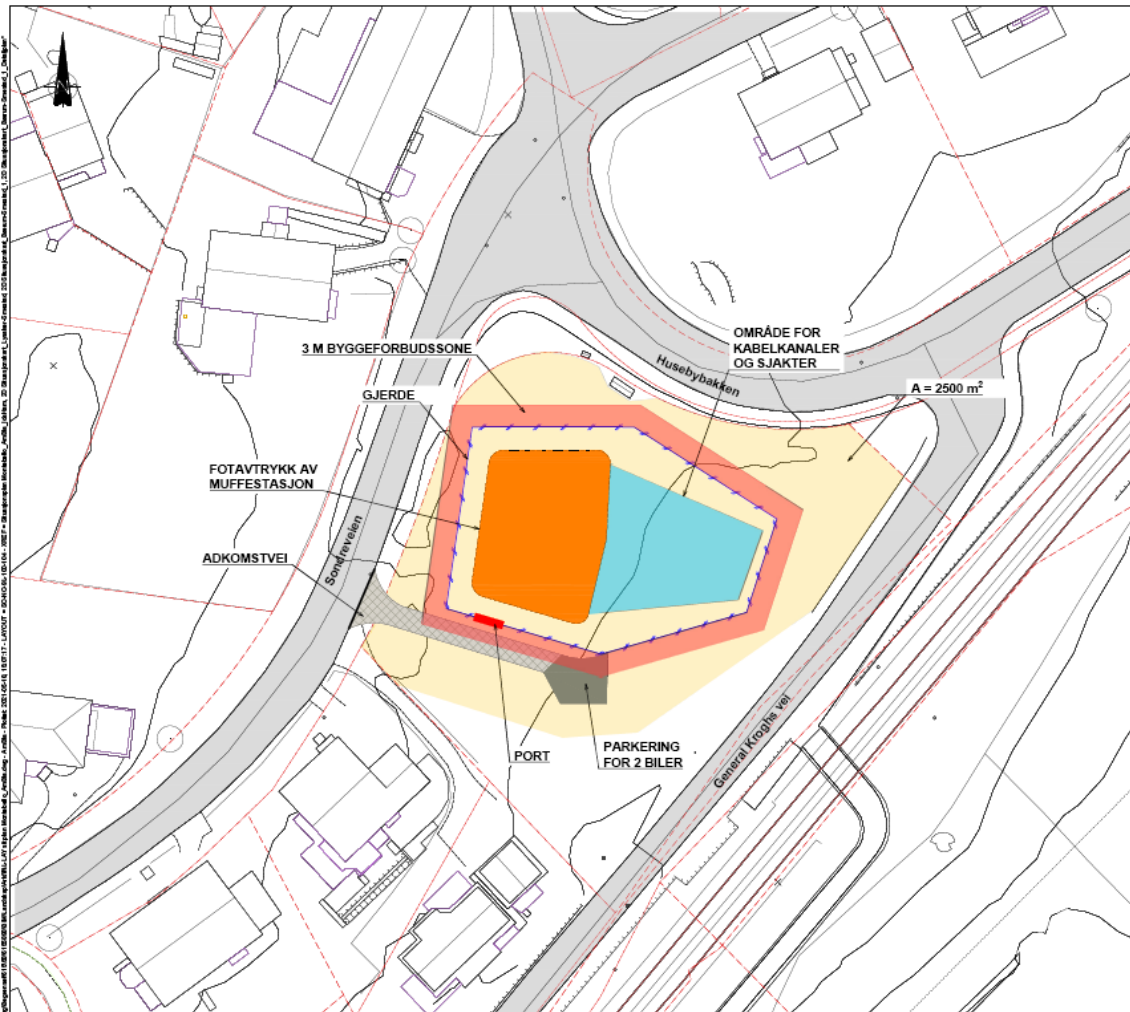 N
3 M BYGGEFORBUDSSONE
GJERDE
FOTAVTRYKK AV
MUFFESTASJON
ADKOMSTVEI
Sondreveien
OMRÅDE FOR
KABELKANALER
OG SJAKTER
Husebybakken
A = 2500 m²
PORT
PARKERING
FOR 2 BILER
General Kroghs vei